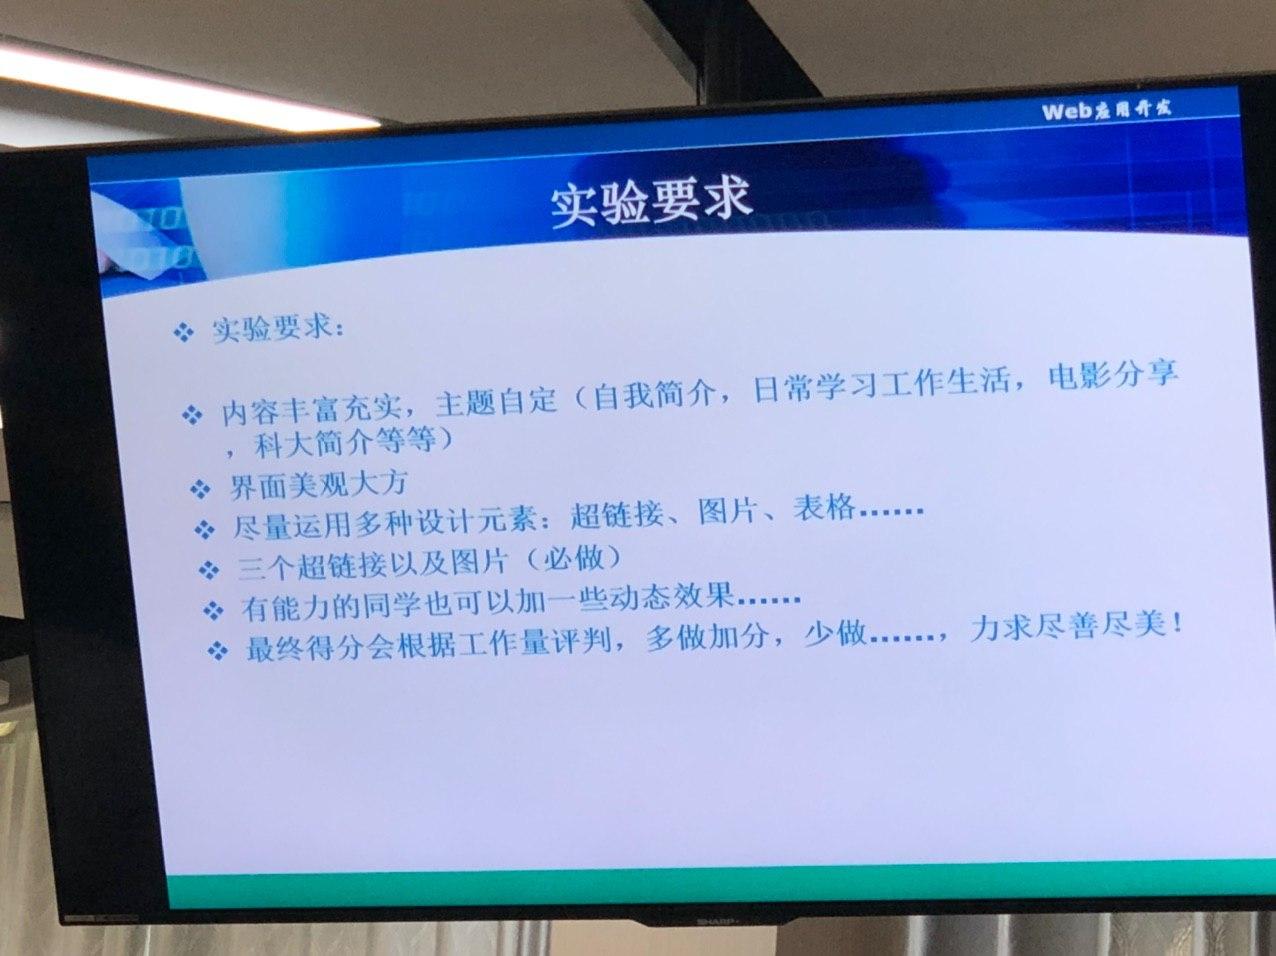 Web应用开发
实验要求
❖ 实验要求：
❖ 内容丰富充实，主题自定（自我简介，日常学习工作生活，电影分享
，科大简介等等）
❖ 界面美观大方
❖ 尽量运用多种设计元素：超链接、图片、表格……
❖ 三个超链接以及图片（必做）
❖ 有能力的同学也可以加一些动态效果……
❖ 最终得分会根据工作量评判，多做加分，少做……，力求尽善尽美！
SHARP